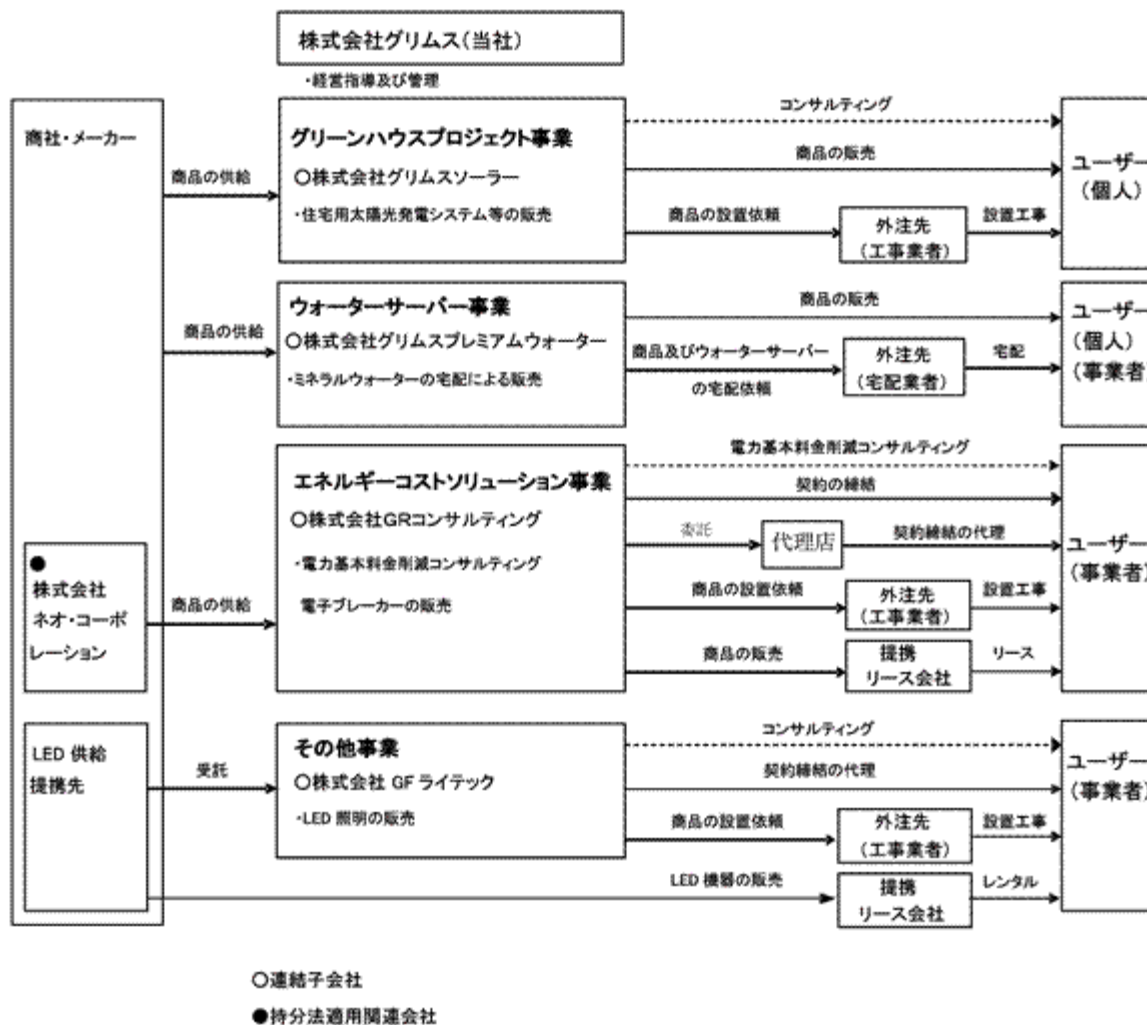 株式会社グリムス(当社)
・経営指導及び管理
商社・メーカー
商品の供給
グリーンハウスプロジェクト事業
〇株式会社グリムスソーラー
・住宅用太陽光発電システム等の販売
コンサルティング
商品の販売
商品の設置依頼
外注先
(工事業者)
設置工事
ユーザー
(個人)
商品の供給
ウォーターサーバー事業
〇株式会社グリムスプレミアムウォーター
・ミネラルウォーターの宅配による販売
商品の販売
商品及びウォーターサーバー
の宅配依頼
外注先
(宅配業者)
宅配
ユーザー
(個人)
(事業者
●
株式会社
ネオ・コーポ
レーション
商品の供給
エネルギーコストソリューション事業
〇株式会社GRコンサルティング
・電力基本料金削減コンサルティング
電子ブレーカーの販売
電力基本料金削減コンサルティング
契約の締結
委託
代理店
契約締結の代理
商品の設置依頼
外注先
(工事業者)
設置工事
商品の販売
提携
リース会社
リース
ユーザー
(事業者)
LED 供給
提携先
受託
その他事業
〇株式会社 GF ライテック
・LED 照明の販売
コンサルティング
契約締結の代理
商品の設置依頼
外注先
(工事業者)
設置工事
LED 機器の販売
提携
リース会社
レンタル
ユーザー
(事業者)
〇連結子会社
●持分法適用関連会社